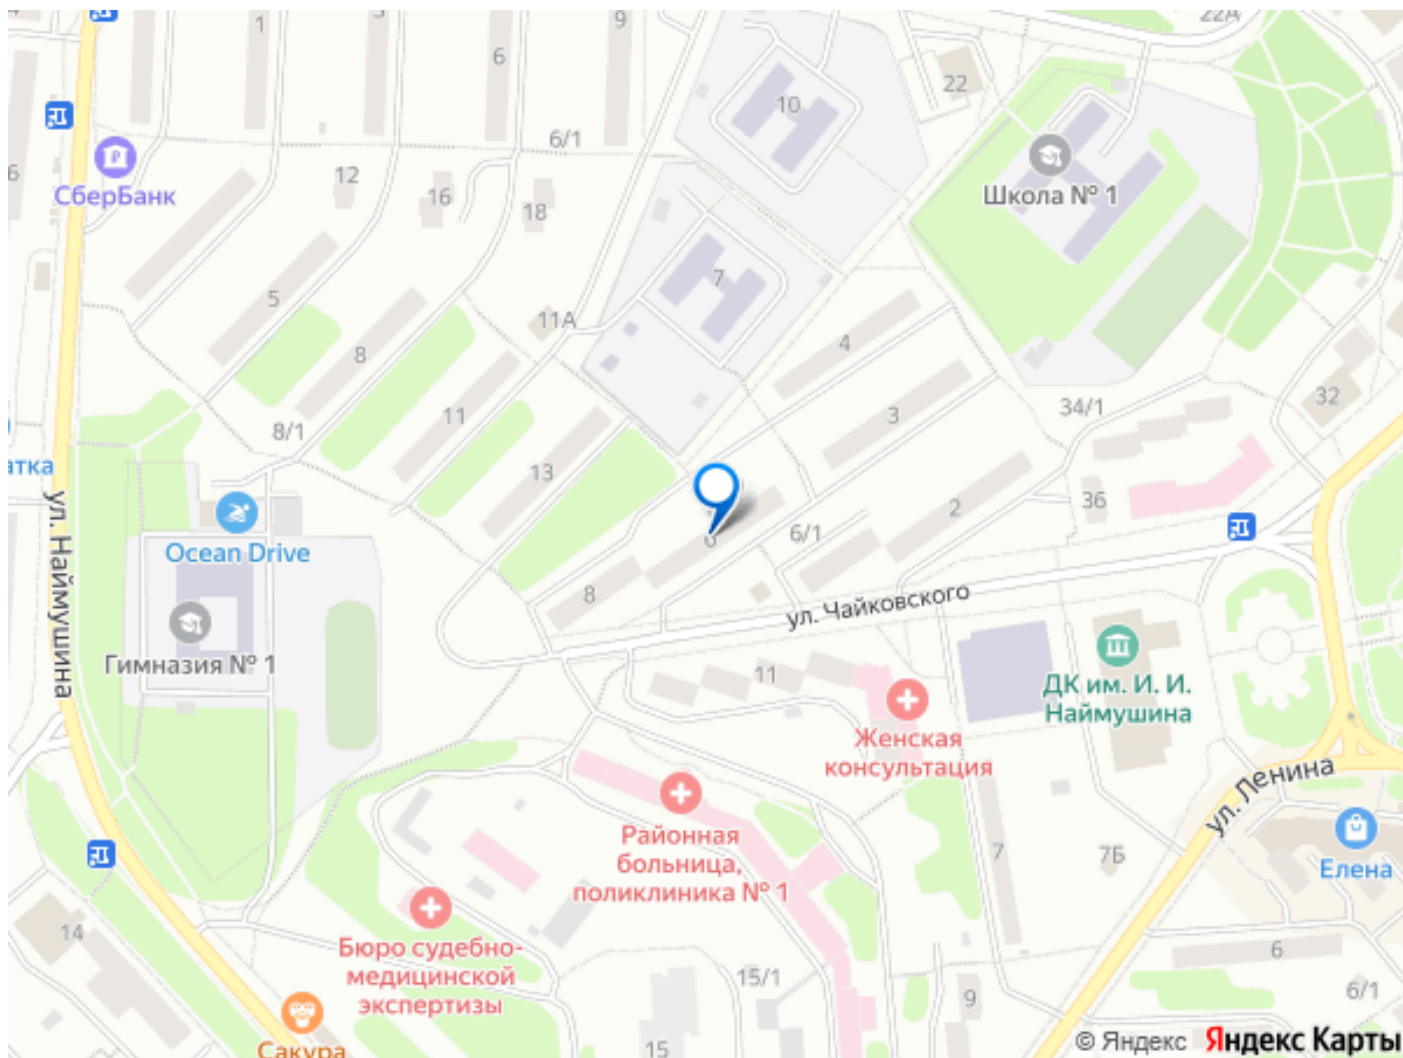 22А
1
3
9
6
22
10
6/1
СберБанк
12
16
18
Школа № 1
6
5
7
11А
8
4
11
3
34/1
32
8/1
13
атка
ул. Наймушина
Ocean Drive
6
6/1
2
36
8
ул. Чайковского
Гимназия № 1
11
ДК им. И. И.
Наймушина
Женская
консультация
ул. Ленина
Районная
больница,
поликлиника № 1
7
7Б
Елена
14
Бюро судебно-
медицинской
экспертизы
15/1
9
6
6/1
Сакура
15
© Яндекс Яндекс Карты